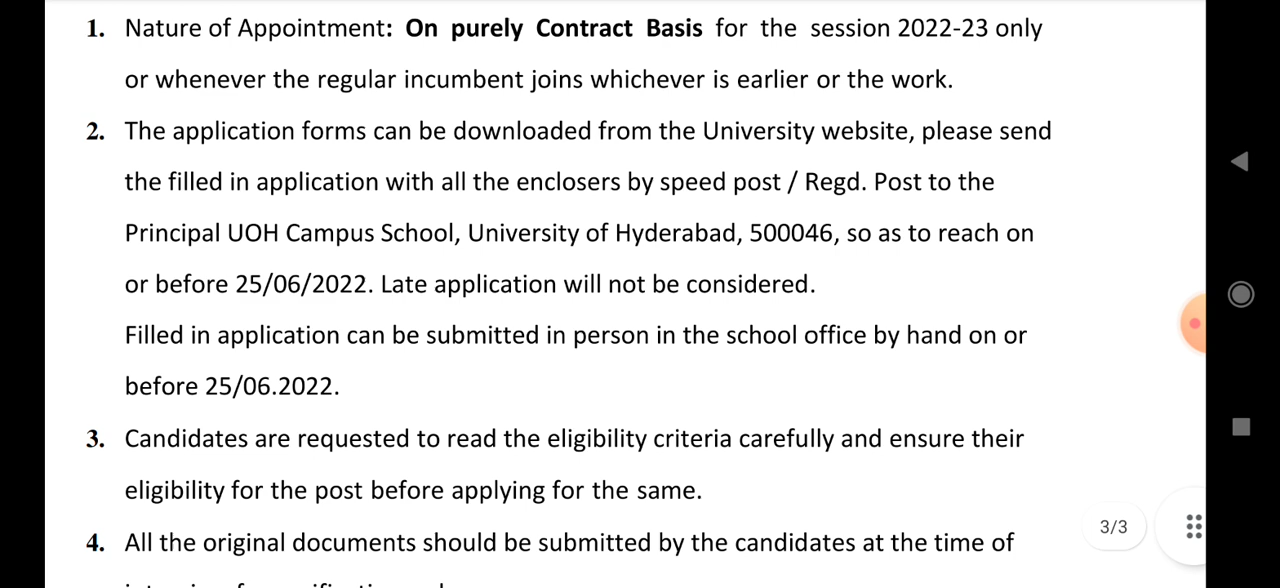 1. Nature of Appointment: On purely Contract Basis for the session 2022-23 only
or whenever the regular incumbent joins whichever is earlier or the work.
2. The application forms can be downloaded from the University website, please send
the filled in application with all the enclosers by speed post / Regd. Post to the
Principal UOH Campus School, University of Hyderabad, 500046, so as to reach on
or before 25/06/2022. Late application will not be considered.
Filled in application can be submitted in person in the school office by hand on or
before 25/06.2022.
3. Candidates are requested to read the eligibility criteria carefully and ensure their
eligibility for the post before applying for the same.
3/3
4. All the original documents should be submitted by the candidates at the time of